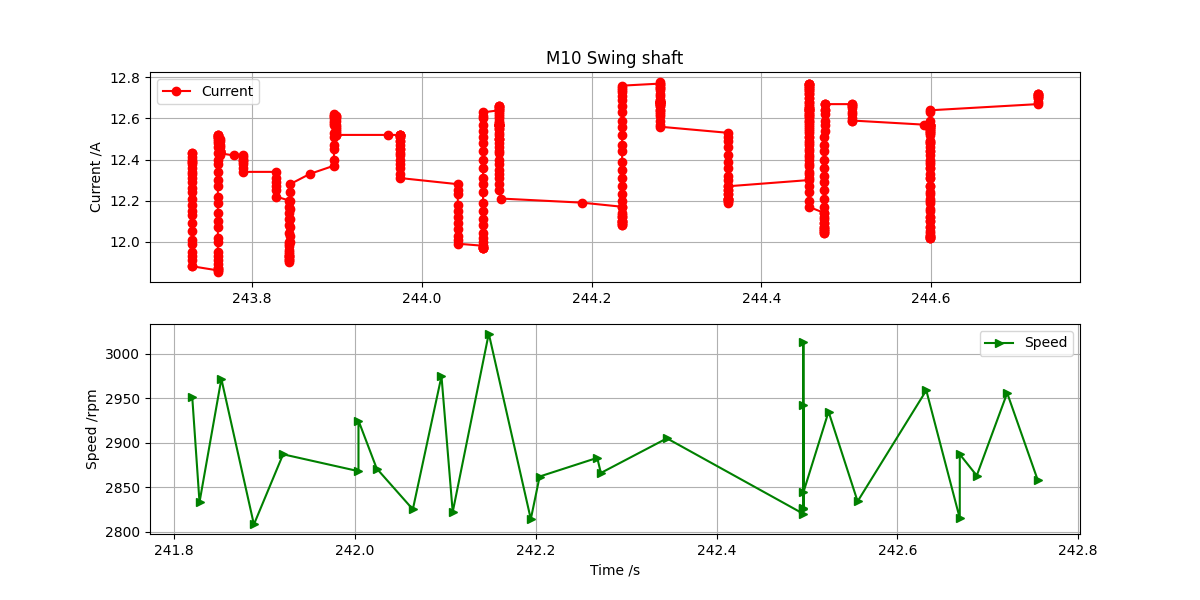 M10 Swing shaft
Current /A
12.8
12.6
12.4
12.2
12.0
Current
243.8 244.0 244.2 244.4 244.6
Speed /rpm
3000
2950
2900
2850
2800
Speed
241.8 242.0 242.2 242.4 242.6 242.8
Time /s